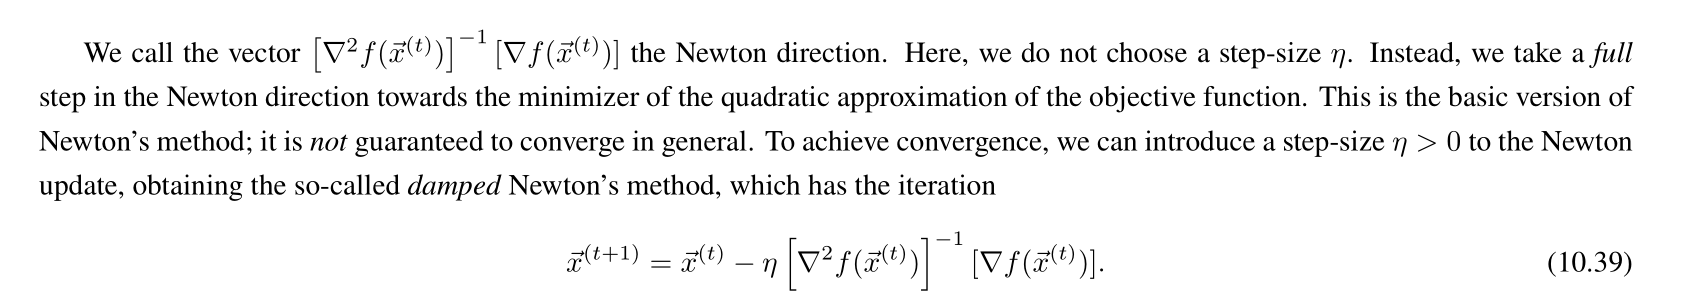 We call the vector [∇²f(x⃗⁽ᵗ⁾)]⁻¹ [∇f(x⃗⁽ᵗ⁾)] the Newton direction. Here, we do not choose a step-size η. Instead, we take a full
step in the Newton direction towards the minimizer of the quadratic approximation of the objective function. This is the basic version of
Newton's method; it is not guaranteed to converge in general. To achieve convergence, we can introduce a step-size η > 0 to the Newton
update, obtaining the so-called damped Newton's method, which has the iteration
x⃗⁽ᵗ⁺¹⁾ = x⃗⁽ᵗ⁾ − η [∇²f(x⃗⁽ᵗ⁾)]⁻¹ [∇f(x⃗⁽ᵗ⁾)]. (10.39)